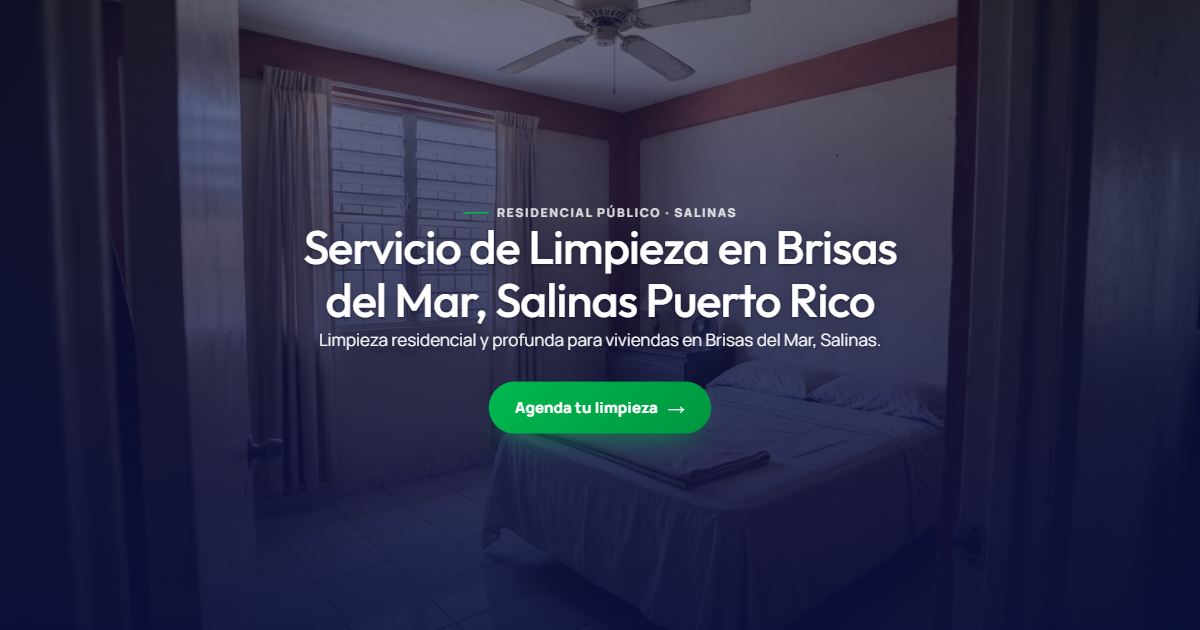 RESIDENCIAL PÚBLICO · SALINAS
Servicio de Limpieza en Brisas
del Mar, Salinas Puerto Rico
Limpieza residencial y profunda para viviendas en Brisas del Mar, Salinas.
Agenda tu limpieza →